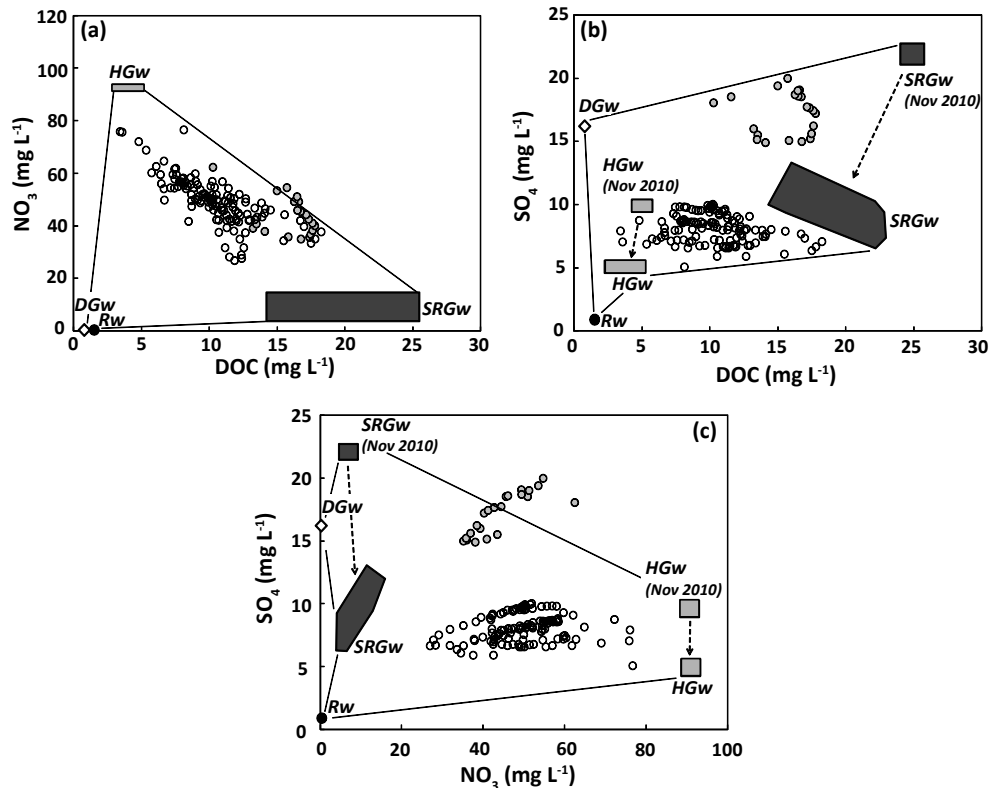 (a)
120
100
80
60
40
20
0
NO3 (mg L-1)
HGw
DGw
Rw
SRGw
0 5 10 15 20 25 30
DOC (mg L-1)
(b)
25
20
15
10
5
0
SO4 (mg L-1)
DGw
SRGw
(Nov 2010)
HGw
(Nov 2010)
SRGw
HGw
Rw
0 5 10 15 20 25 30
DOC (mg L-1)
(c)
25
20
15
10
5
0
SO4 (mg L-1)
SRGw
(Nov 2010)
DGw
HGw
(Nov 2010)
SRGw
HGw
Rw
0 20 40 60 80 100
NO3 (mg L-1)